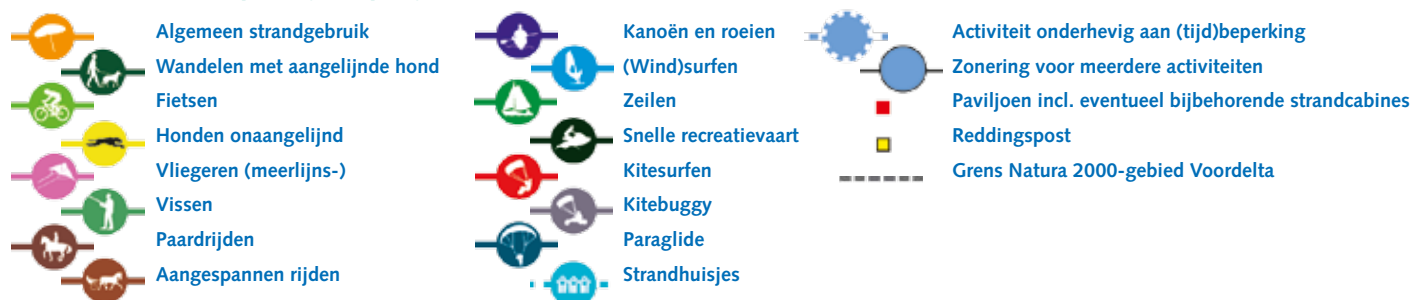 Algemeen strandgebruik
Wandelen met aangelijnde hond
Fietsen
Honden onaangelijnd
Vliegeren (meerlijns-)
Vissen
Paardrijden
Aangespannen rijden
Kanoën en roeien
(Wind)surfen
Zeilen
Snelle recreatievaart
Kitesurfen
Kitebuggy
Paraglide
Strandhuisjes
Activiteit onderhevig aan (tijd)beperking
Zonering voor meerdere activiteiten
Paviljoen incl. eventueel bijbehorende strandcabines
Reddingspost
Grens Natura 2000-gebied Voordelta